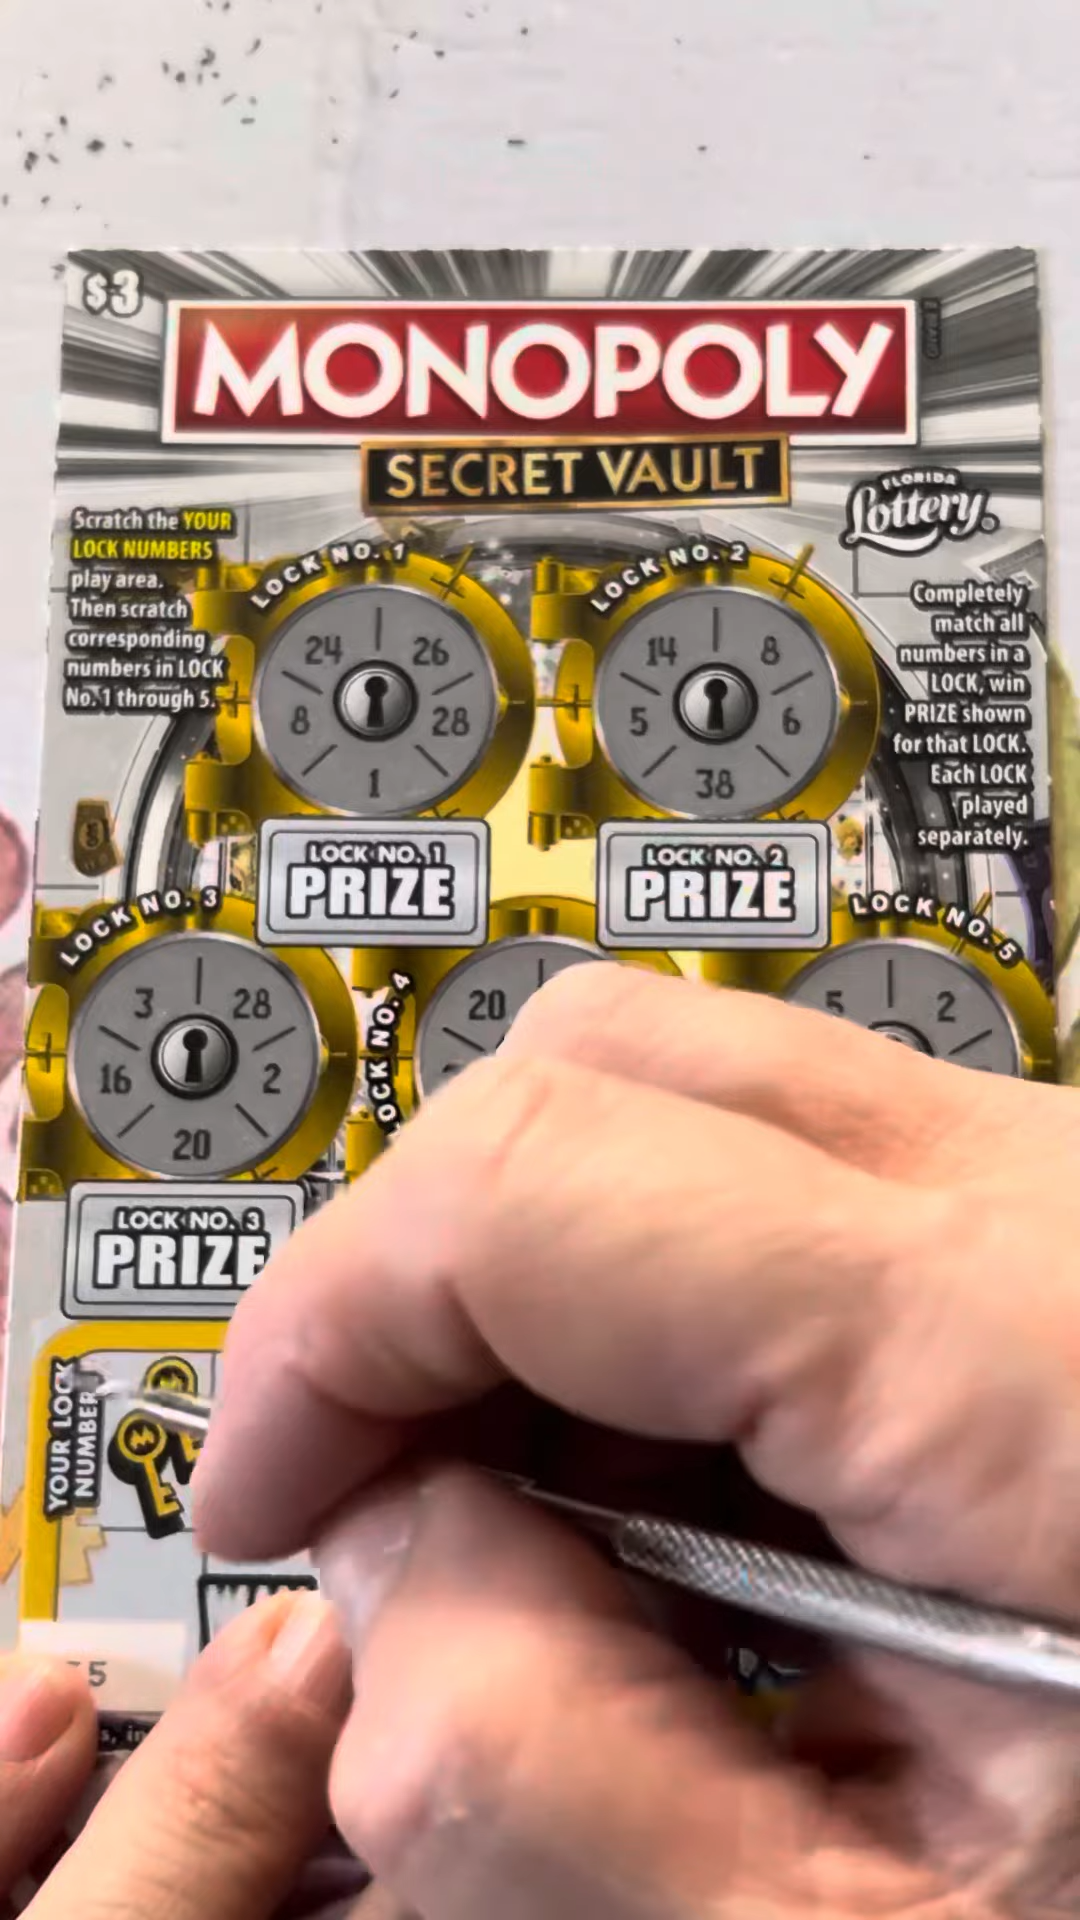 $3
MONOPOLY
SECRET VAULT
FLORIDA
Lottery
Scratch the YOUR
LOCK NUMBERS
play area.
Then scratch
corresponding
numbers in LOCK
No. 1 through 5.
Completely
match all
numbers in a
LOCK, win
PRIZE shown
for that LOCK.
Each LOCK
played
separately.
LOCK NO. 1
24 26
8 28
1
LOCK NO. 1
PRIZE
LOCK NO. 2
14 8
5 6
38
LOCK NO. 2
PRIZE
LOCK NO. 3
3 28
16 2
20
LOCK NO. 3
PRIZE
LOCK NO. 4
20
LOCK NO. 5
5 2
YOUR LOCK
NUMBER
5